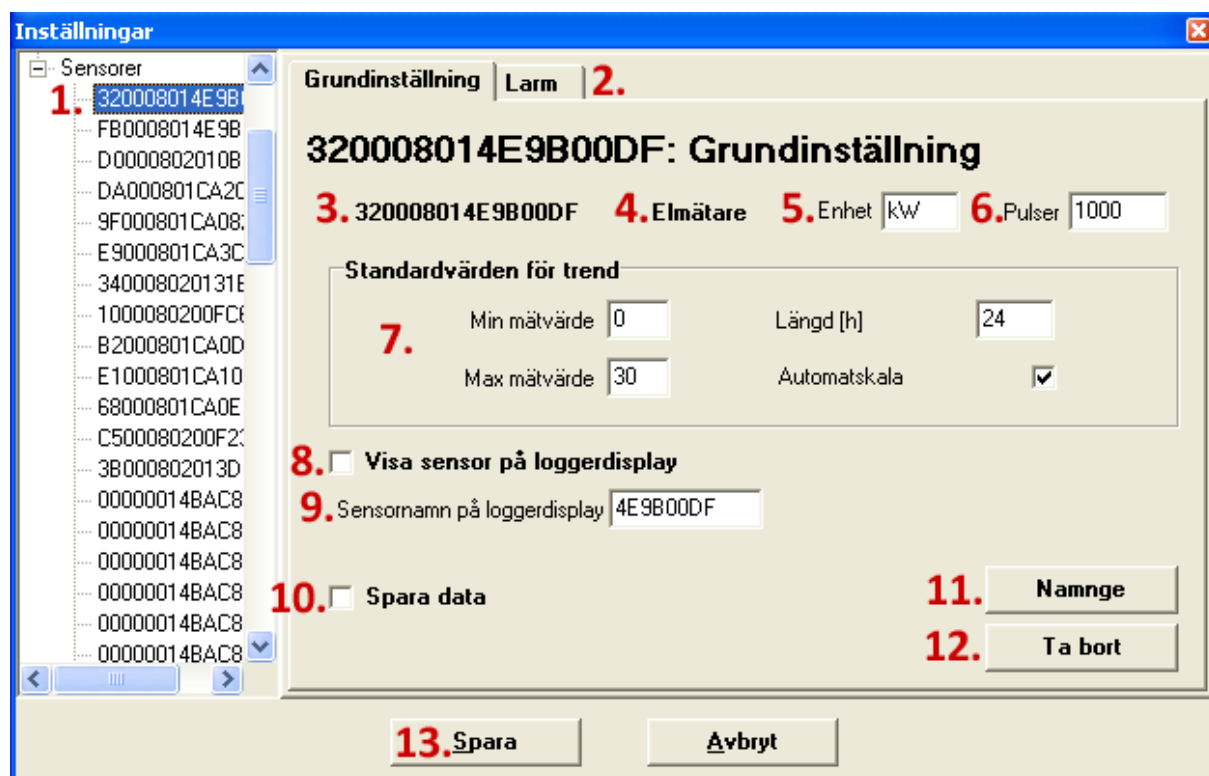 Inställningar
Sensorer
1. 320008014E9B
FB0008014E9B
D0000802010B
DA000801CA2C
9F000801CA08
E9000801CA3C
340008020131E
1000080200FC6
B2000801CA0D
E1000801CA10
68000801CA0E
C500080200F2
3B000802013D
00000014BAC8
00000014BAC8
00000014BAC8
00000014BAC8
00000014BAC8
00000014BAC8
Grundinställning Larm 2.
320008014E9B00DF: Grundinställning
3. 320008014E9B00DF 4. Elmätare 5. Enhet kW 6. Pulser 1000
Standardvärden för trend
7.
Min mätvärde 0 Längd [h] 24
Max mätvärde 30 Automatskala
8. Visa sensor på loggerdisplay
9. Sensornamn på loggerdisplay 4E9B00DF
10. Spara data
11. Namnge
12. Ta bort
13. Spara Avbryt